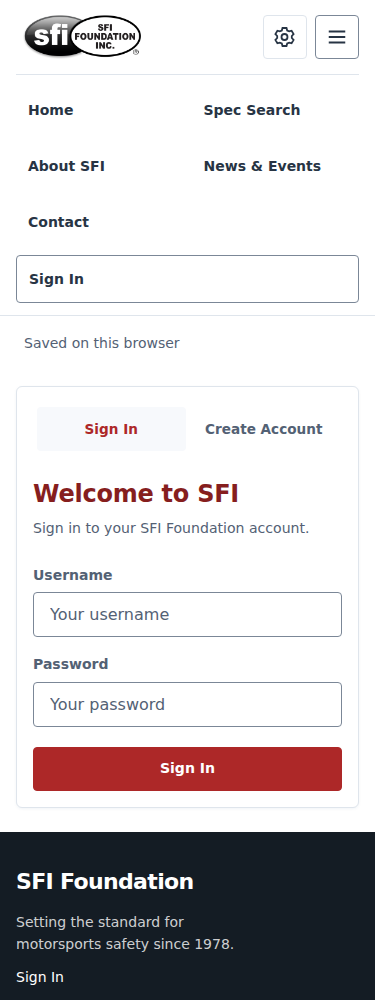 sfi
SFI
FOUNDATION
INC.
®
Home
Spec Search
About SFI
News & Events
Contact
Sign In
Saved on this browser
Sign In
Create Account
Welcome to SFI
Sign in to your SFI Foundation account.
Username
Your username
Password
Your password
Sign In
SFI Foundation
Setting the standard for
motorsports safety since 1978.
Sign In